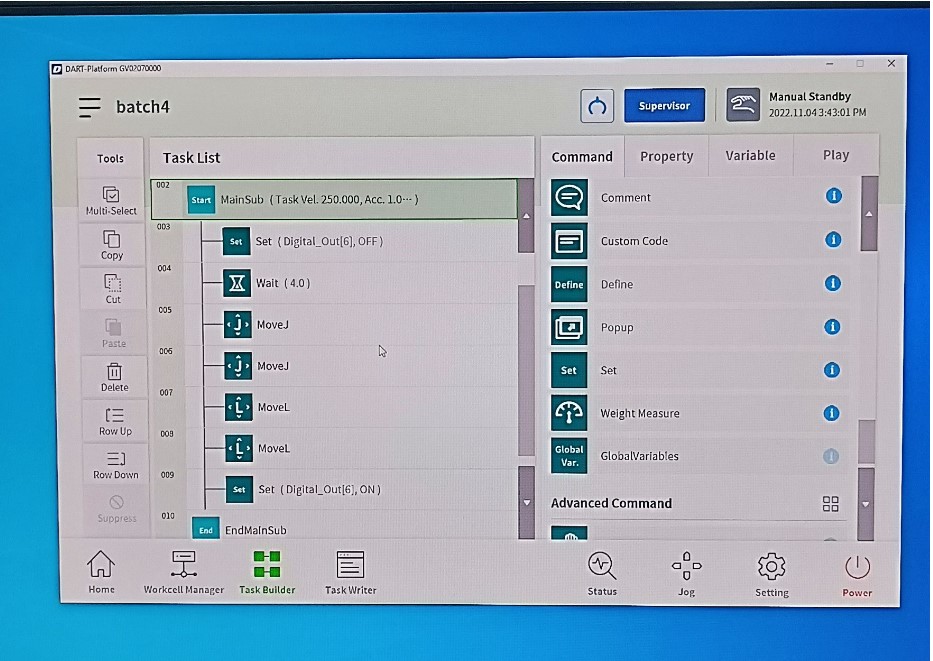 DART-Platform GV02070000
batch4
Supervisor
Manual Standby
2022.11.04 3:43:01 PM
Tools
Multi-Select
Copy
Cut
Paste
Delete
Row Up
Row Down
Suppress
Task List
002
Start MainSub ( Task Vel. 250.000, Acc. 1.0⋯ )
003
Set Set ( Digital_Out[6], OFF )
004
Wait ( 4.0 )
005
J MoveJ
006
J MoveJ
007
L MoveL
008
L MoveL
009
Set Set ( Digital_Out[6], ON )
010
End EndMainSub
Command Property Variable Play
Comment
Custom Code
Define Define
Popup
Set Set
Weight Measure
Global Var. GlobalVariables
Advanced Command
Home
Workcell Manager
Task Builder
Task Writer
Status
Jog
Setting
Power